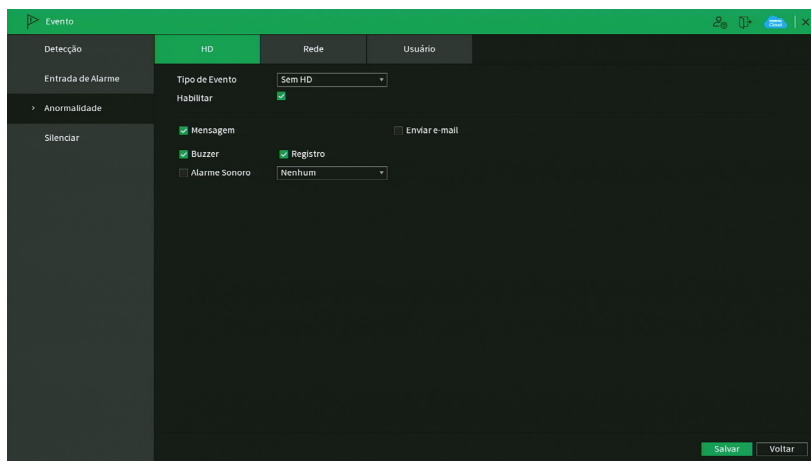 Evento
Detecção
HD
Rede
Usuário
Entrada de Alarme
Tipo de Evento
Sem HD
Habilitar
Anormalidade
Mensagem
Enviar e-mail
Silenciar
Buzzer
Registro
Alarme Sonoro
Nenhum
Salvar
Voltar